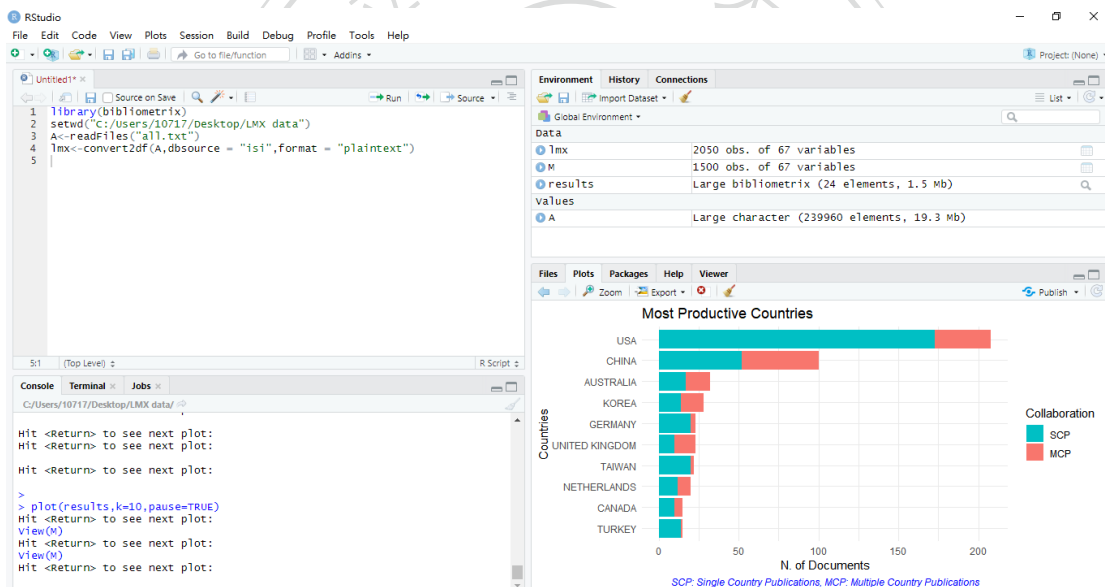 RStudio
File Edit Code View Plots Session Build Debug Profile Tools Help
Go to file/function Addins
Project: (None)
Untitled1*
Source on Save Run Source
1 library(bibliometrix)
2 setwd("C:/Users/10717/Desktop/LMX data")
3 A<-readFiles("all.txt")
4 lmx<-convert2df(A,dbsource = "isi",format = "plaintext")
5
5:1 (Top Level) R Script
Console Terminal Jobs
C:/Users/10717/Desktop/LMX data/
Hit <Return> to see next plot:
Hit <Return> to see next plot:
Hit <Return> to see next plot:
>
> plot(results,k=10,pause=TRUE)
Hit <Return> to see next plot:
View(M)
Hit <Return> to see next plot:
View(M)
Hit <Return> to see next plot:
Environment History Connections
Import Dataset List
Global Environment
Data
lmx 2050 obs. of 67 variables
M 1500 obs. of 67 variables
results Large bibliometrix (24 elements, 1.5 Mb)
Values
A Large character (239960 elements, 19.3 Mb)
Files Plots Packages Help Viewer
Zoom Export Publish
Most Productive Countries
Countries
USA
CHINA
AUSTRALIA
KOREA
GERMANY
UNITED KINGDOM
TAIWAN
NETHERLANDS
CANADA
TURKEY
0 50 100 150 200
N. of Documents
SCP: Single Country Publications, MCP: Multiple Country Publications
Collaboration
SCP
MCP